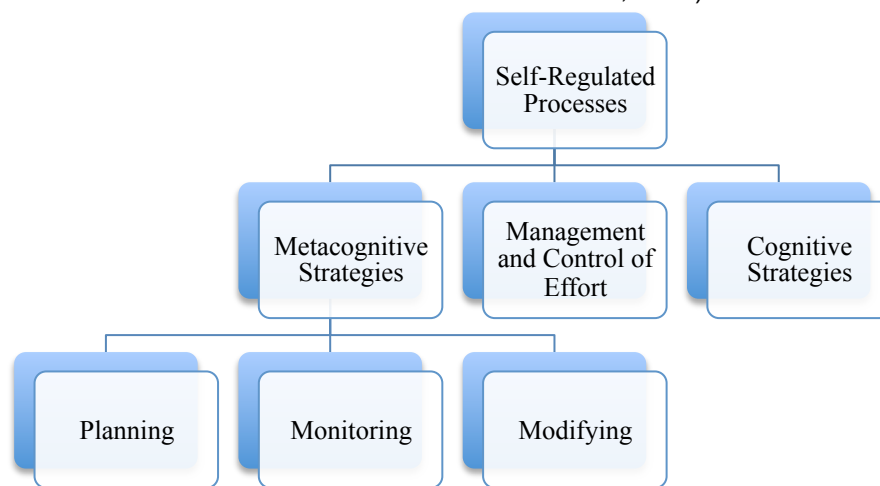 Self-Regulated
Processes
Metacognitive
Strategies
Management
and Control of
Effort
Cognitive
Strategies
Planning
Monitoring
Modifying